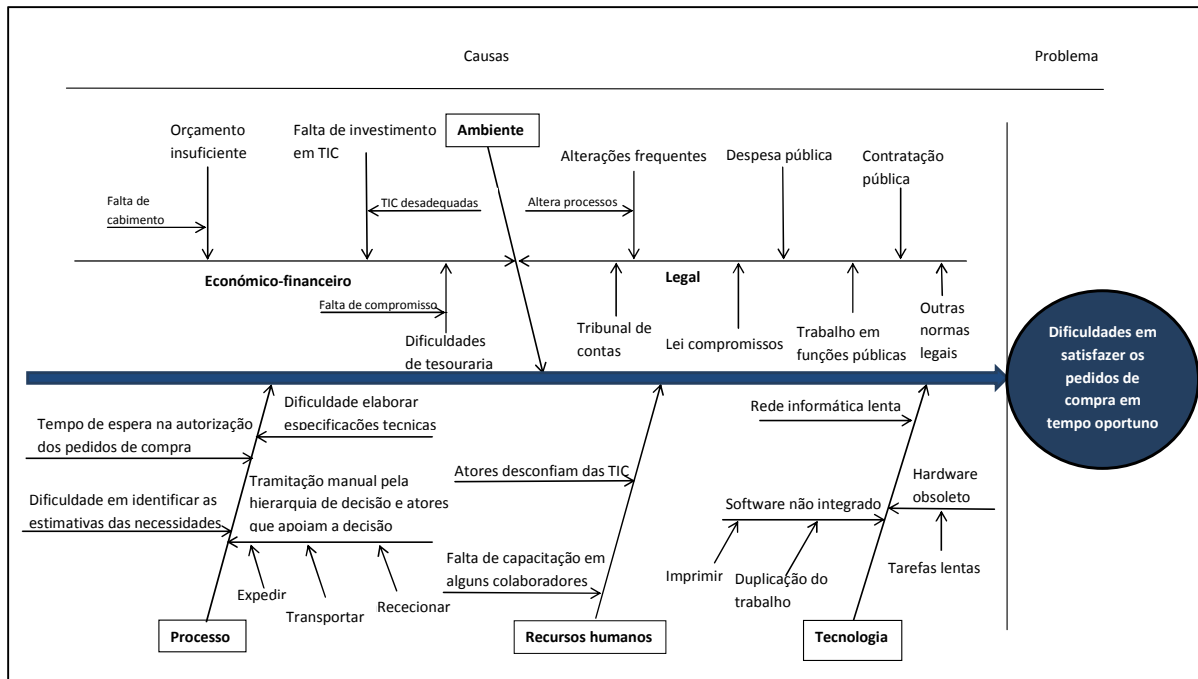 Causas
Problema
Orçamento
insuficiente
Falta de investimento
em TIC
Ambiente
Alterações frequentes
Despesa pública
Contratação
pública
Falta de
cabimento
TIC desadequadas
Altera processos
Económico-financeiro
Legal
Falta de compromisso
Dificuldades
de tesouraria
Tribunal de
contas
Lei compromissos
Trabalho em
funções públicas
Outras
normas
legais
Dificuldades em
satisfazer os
pedidos de
compra em
tempo oportuno
Tempo de espera na autorização
dos pedidos de compra
Dificuldade elaborar
especificações tecnicas
Dificuldade em identificar as
estimativas das necessidades
Tramitação manual pela
hierarquia de decisão e atores
que apoiam a decisão
Expedir
Transportar
Rececionar
Processo
Atores desconfiam das TIC
Falta de capacitação em
alguns colaboradores
Recursos humanos
Rede informática lenta
Software não integrado
Hardware
obsoleto
Imprimir
Duplicação do
trabalho
Tarefas lentas
Tecnologia